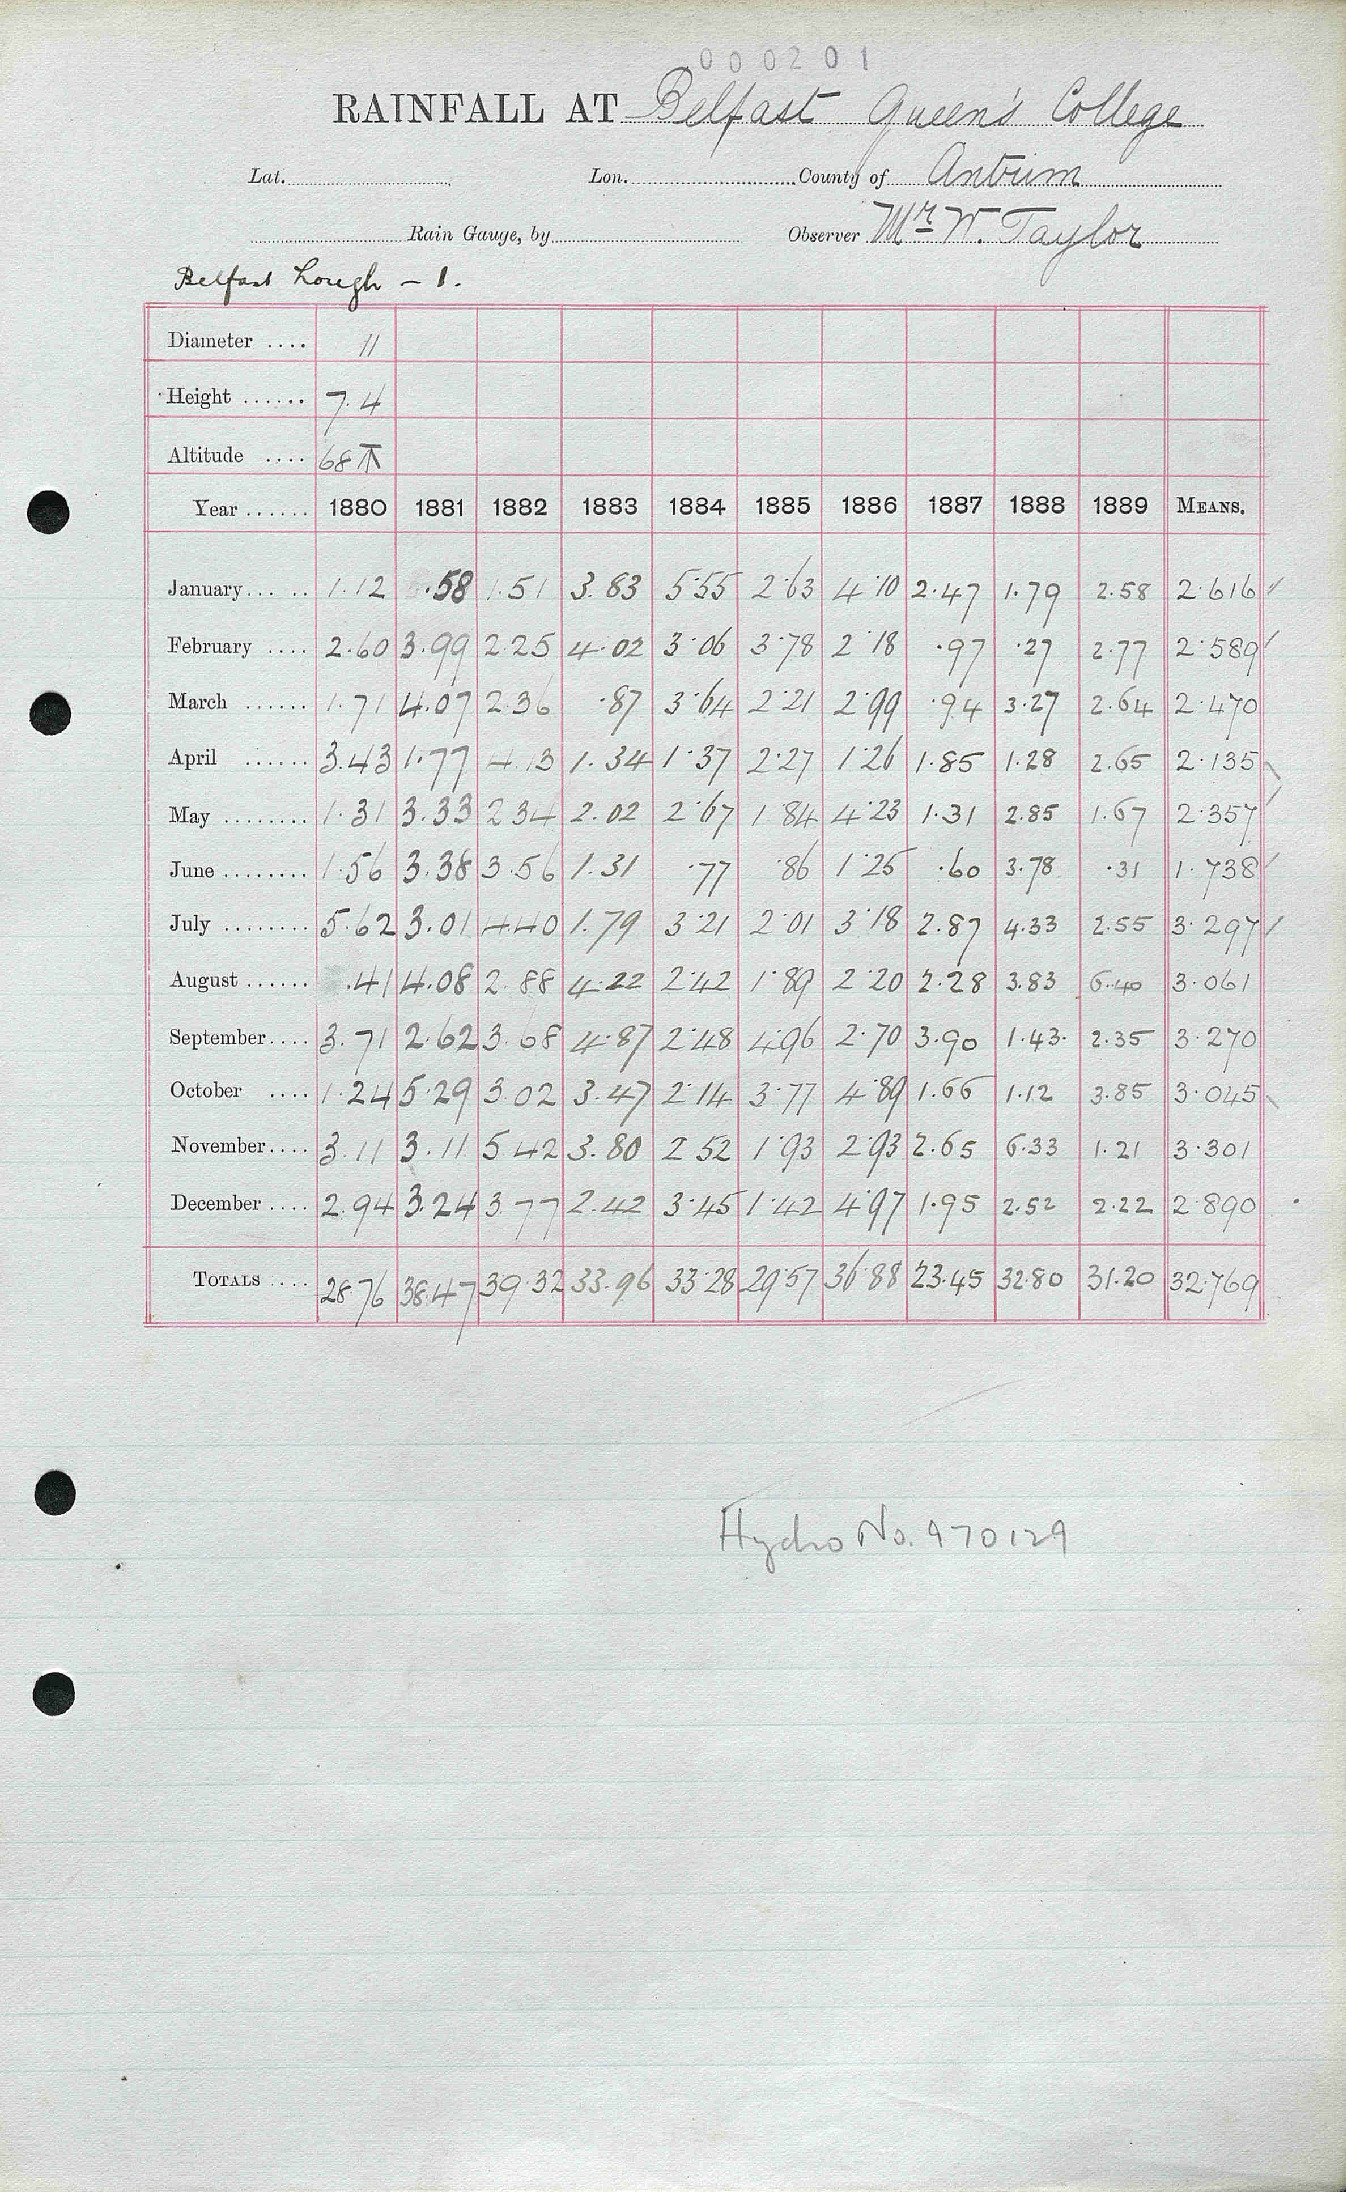 000201
RAINFALL AT Belfast Queen's College
Lat. Lon. County of Antrim
Rain Gauge, by Observer Mr W. Taylor
Belfast Lough - 1.
Diameter .... 11
Height ...... 7.4
Altitude .... 68
Year ...... 1880 1881 1882 1883 1884 1885 1886 1887 1888 1889 MEANS.
January ..... 1.12 .58 1.51 3.83 5.55 2.63 4.10 2.47 1.79 2.58 2.616
February .... 2.60 3.99 2.25 4.02 3.06 3.78 2.18 .97 .27 2.77 2.589
March ...... 1.71 4.07 2.36 .87 3.64 2.21 2.99 .94 3.27 2.64 2.470
April ...... 3.43 1.77 4.13 1.34 1.37 2.27 1.26 1.85 1.28 2.65 2.135
May ........ 1.31 3.33 2.34 2.02 2.67 1.84 4.23 1.31 2.85 1.67 2.357
June ........ 1.56 3.38 3.56 1.31 .77 .86 1.25 .60 3.78 .31 1.738
July ........ 5.62 3.01 4.40 1.79 3.21 2.01 3.18 2.87 4.33 2.55 3.297
August ...... .41 4.08 2.88 4.22 2.42 1.89 2.20 2.28 3.83 6.40 3.061
September .... 3.71 2.62 3.68 4.87 2.48 4.96 2.70 3.90 1.43 2.35 3.270
October .... 1.24 5.29 3.02 3.47 2.14 3.77 4.89 1.66 1.12 3.85 3.045
November .... 3.11 3.11 5.42 3.80 2.52 1.93 2.93 2.65 6.33 1.21 3.301
December .... 2.94 3.24 3.77 2.42 3.45 1.42 4.97 1.95 2.52 2.22 2.890
TOTALS .... 28.76 38.47 39.32 33.96 33.28 29.57 36.88 23.45 32.80 31.20 32.769
Hydro No. 970129